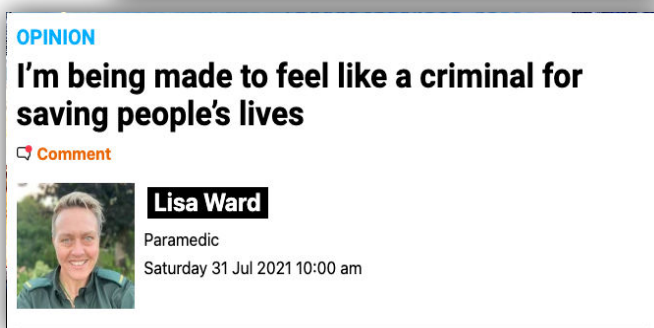 OPINION
I’m being made to feel like a criminal for
saving people’s lives
Comment
Lisa Ward
Paramedic
Saturday 31 Jul 2021 10:00 am